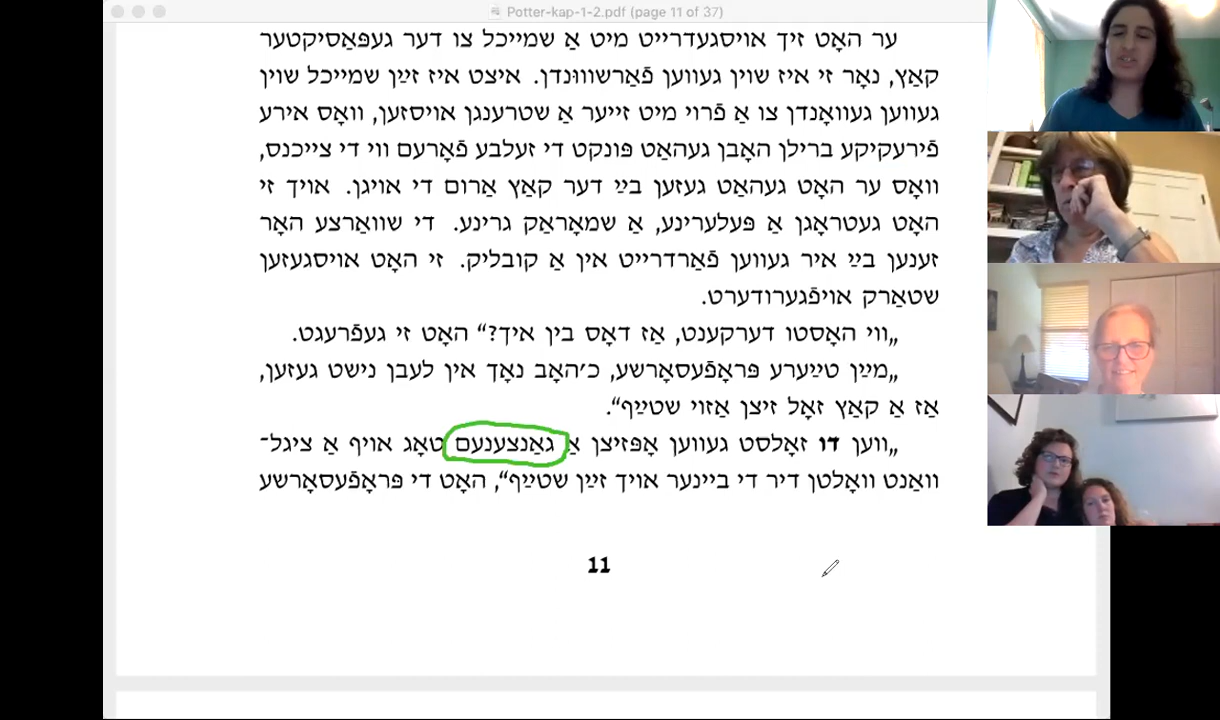 Potter-kap-1-2.pdf (page 11 of 37)
ער האָט זיך אויסגעדרייט מיט אַ שמייכל צו דער געפּאַסיקטער
קאַץ, נאָר זי איז שוין געווען פֿאַרשוווּנדן. איצט איז זײַן שמייכל שוין
געווען געוואָנדן צו אַ פֿרוי מיט זייער אַ שטרענגן אויסזען, וואָס אירע
פֿירעקיקע ברילן האָבן געהאַט פּונקט די זעלבע פֿאָרעם ווי די צייכנס,
וואָס ער האָט געהאַט געזען בײַ דער קאַץ אַרום די אויגן. אויך זי
האָט געטראָגן אַ פּעלערינע, אַ שמאָראַק גרינע. די שוואַרצע האָר
זענען בײַ איר געווען פֿאַרדרייט אין אַ קובליק. זי האָט אויסגעזען
שטאַרק אויפֿגערודערט.
„ווי האָסטו דערקענט, אַז דאָס בין איך?“ האָט זי געפֿרעגט.
„מײַן טײַערע פּראָפֿעסאָרשע, כ׳האָב נאָך אין לעבן נישט געזען,
אַז אַ קאַץ זאָל זיצן אַזוי שטײַף“.
„ווען דו זאָלסט געווען אָפּזיצן אַ גאַנצענעם טאָג אויף אַ ציגל־
וואַנט וואָלטן דיר די ביינער אויך זײַן שטײַף“, האָט די פּראָפֿעסאָרשע
11